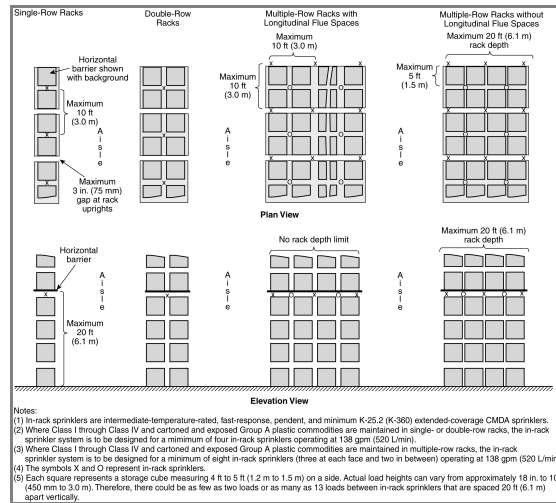 Single-Row Racks
Double-Row
Racks
Multiple-Row Racks with
Longitudinal Flue Spaces
Multiple-Row Racks without
Longitudinal Flue Spaces
Horizontal
barrier shown
with background
Maximum
10 ft
(3.0 m)
Maximum
3 in. (75 mm)
gap at rack
uprights
Aisle
Maximum
10 ft (3.0 m)
Maximum
10 ft
(3.0 m)
Aisle
Maximum 20 ft (6.1 m)
rack depth
Maximum
5 ft
(1.5 m)
Aisle
Plan View
Horizontal
barrier
Maximum
20 ft
(6.1 m)
Aisle
No rack depth limit
Aisle
Maximum 20 ft (6.1 m)
rack depth
Aisle
Elevation View
Notes:
(1) In-rack sprinklers are intermediate-temperature-rated, fast-response, pendent, and minimum K-25.2 (K-360) extended-coverage CMDA sprinklers.
(2) Where Class I through Class IV and cartoned and exposed Group A plastic commodities are maintained in single- or double-row racks, the in-rack
sprinkler system is to be designed for a minimum of four in-rack sprinklers operating at 138 gpm (520 L/min).
(3) Where Class I through Class IV and cartoned and exposed Group A plastic commodities are maintained in multiple-row racks, the in-rack
sprinkler system is to be designed for a minimum of eight in-rack sprinklers (three at each face and two in between) operating at 138 gpm (520 L/min
(4) The symbols X and O represent in-rack sprinklers.
(5) Each square represents a storage cube measuring 4 ft to 5 ft (1.2 m to 1.5 m) on a side. Actual load heights can vary from approximately 18 in. to 1
(450 mm to 3.0 m). Therefore, there could be as few as two loads or as many as 13 loads between in-rack sprinklers that are spaced 20 ft (6.1 m)
apart vertically.